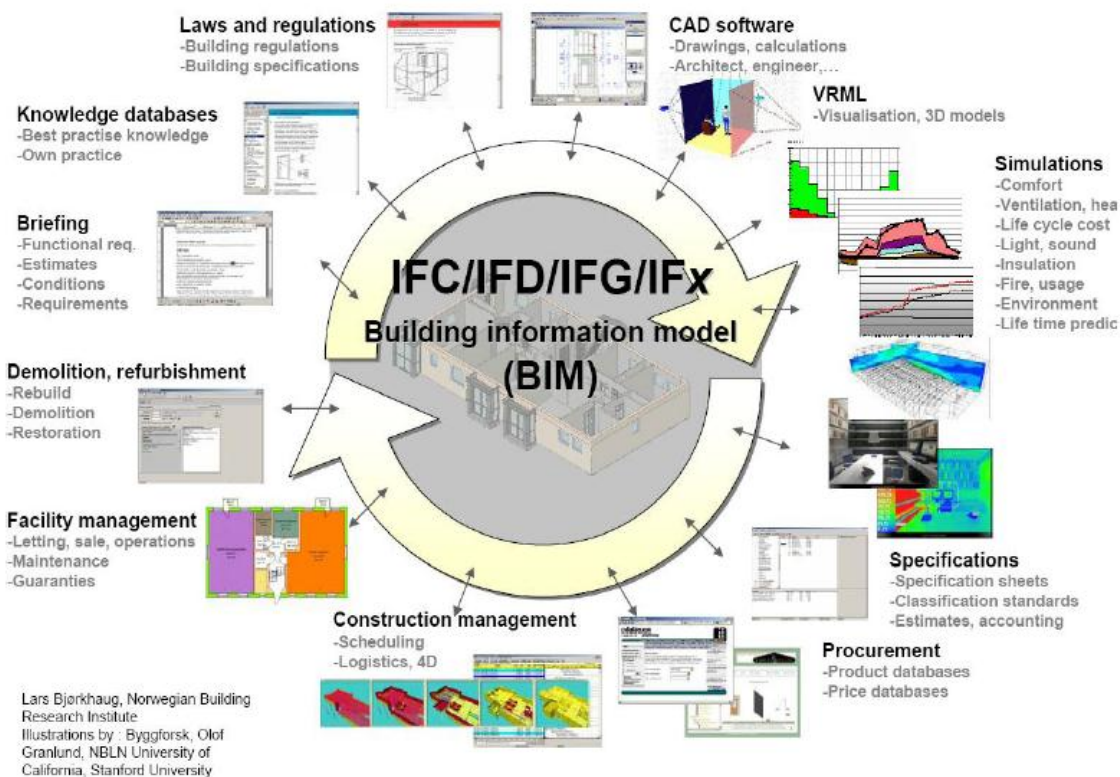 Laws and regulations
-Building regulations
-Building specifications
CAD software
-Drawings, calculations
-Architect, engineer,...
VRML
-Visualisation, 3D models
Knowledge databases
-Best practise knowledge
-Own practice
Simulations
-Comfort
-Ventilation, hea
-Life cycle cost
-Light, sound
-Insulation
-Fire, usage
-Environment
-Life time predic
Briefing
-Functional req.
-Estimates
-Conditions
-Requirements
IFC/IFD/IFG/IFx
Building information model
(BIM)
Demolition, refurbishment
-Rebuild
-Demolition
-Restoration
Facility management
-Letting, sale, operations
-Maintenance
-Guaranties
Specifications
-Specification sheets
-Classification standards
-Estimates, accounting
Construction management
-Scheduling
-Logistics, 4D
Procurement
-Product databases
-Price databases
Lars Bjørkhaug, Norwegian Building
Research Institute
Illustrations by : Byggforsk, Olof
Granlund, NBLN University of
California, Stanford University